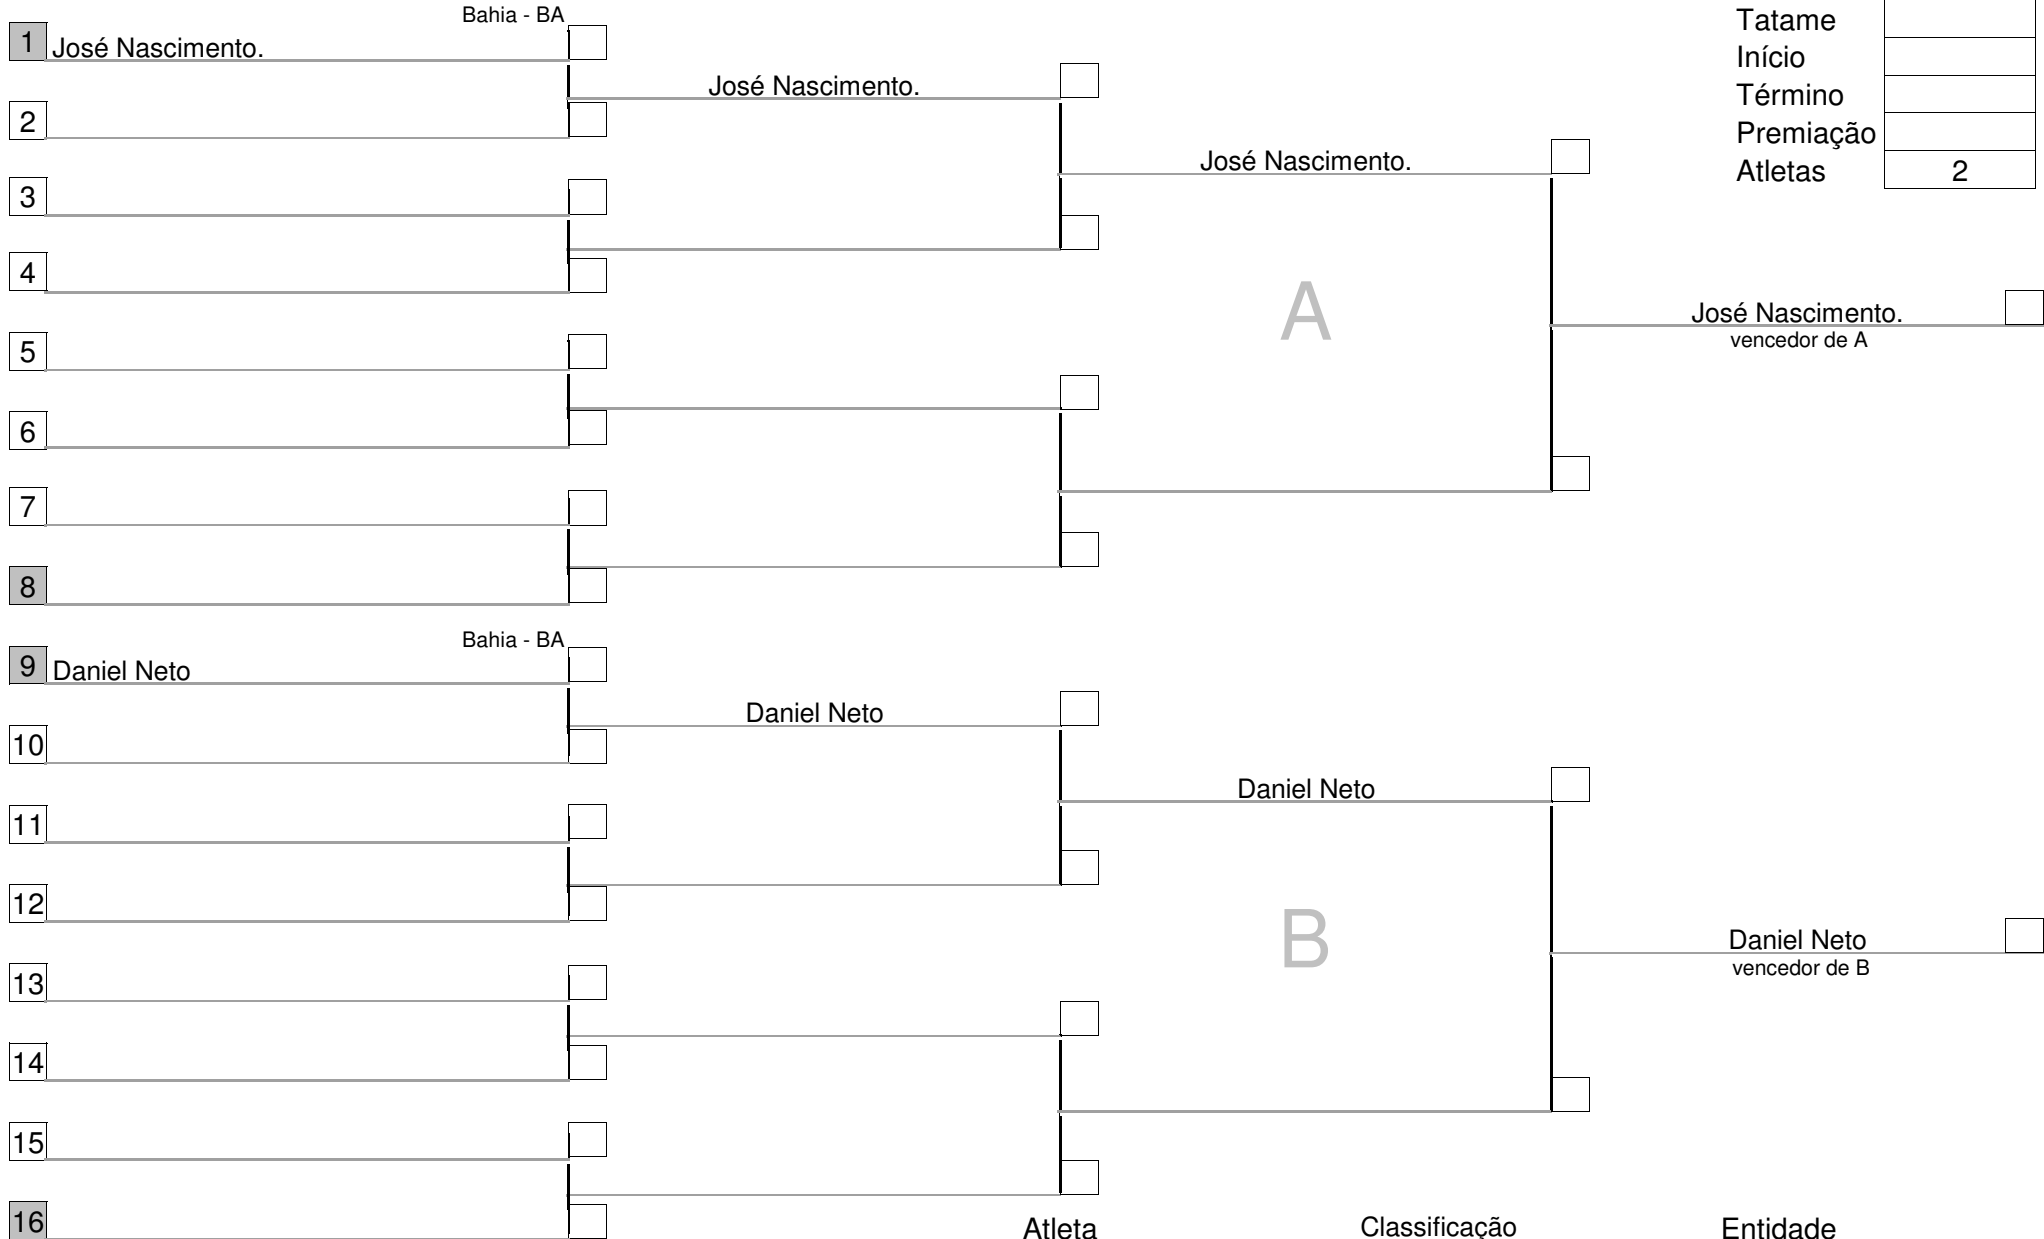 Bahia - BA
1 José Nascimento.
José Nascimento.
2
José Nascimento.
3
4
A
José Nascimento.
vencedor de A
5
6
7
8
Tatame
Início
Término
Premiação
Atletas 2
Bahia - BA
9 Daniel Neto
Daniel Neto
10
Daniel Neto
11
12
B
Daniel Neto
vencedor de B
13
14
15
16
Atleta Classificação Entidade